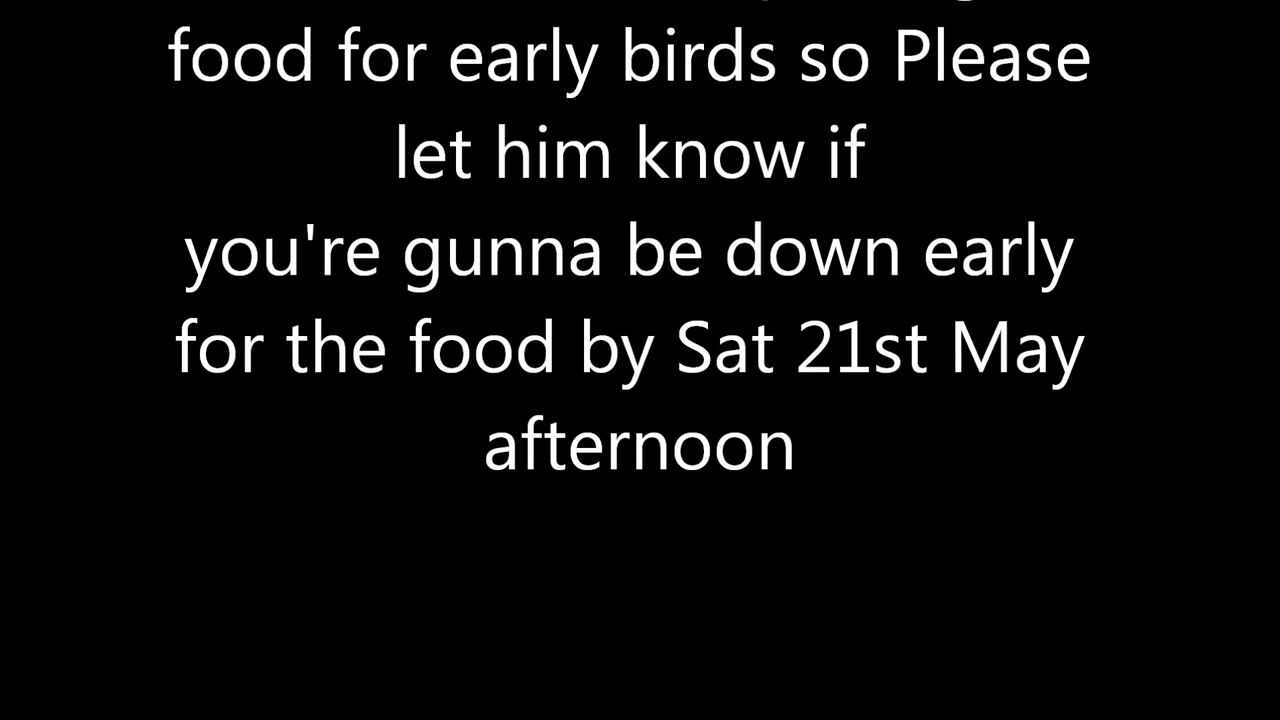 food for early birds so Please
let him know if
you're gunna be down early
for the food by Sat 21st May
afternoon